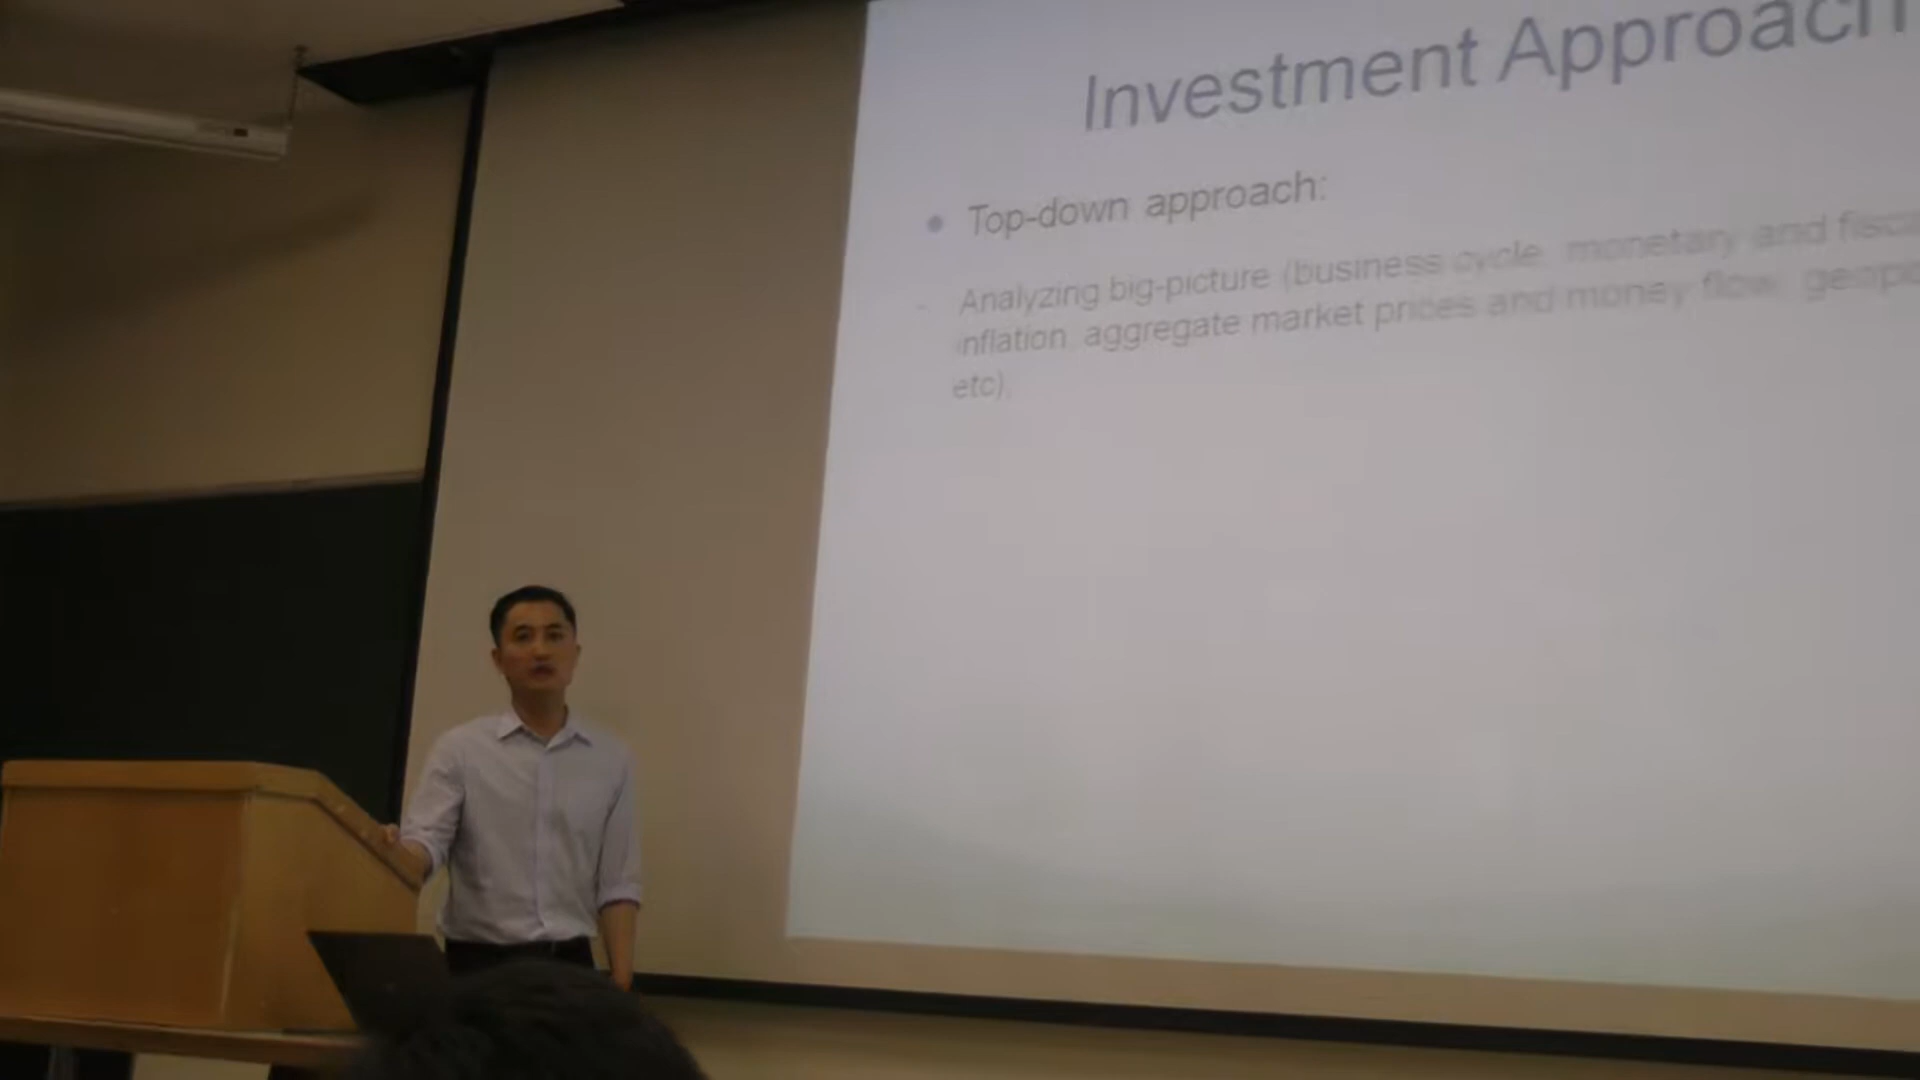 Investment Approach
Top-down approach:
- Analyzing big-picture (business cycle, monetary and
inflation, aggregate market prices and money flow,
etc).